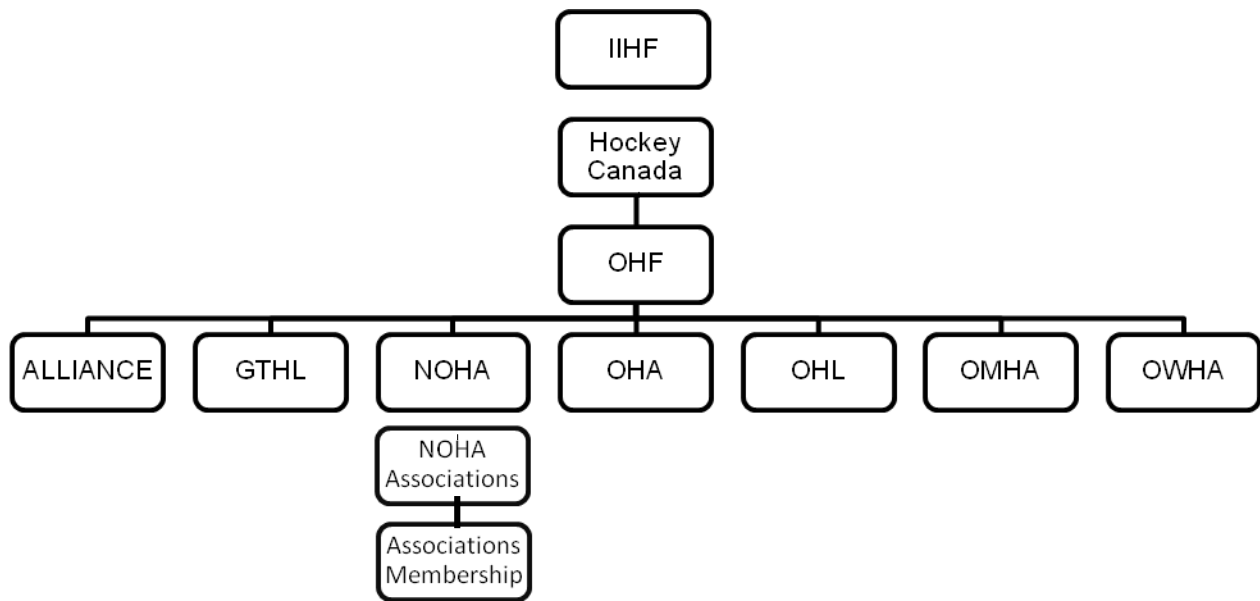 IIHF
Hockey
Canada
OHF
ALLIANCE
GTHL
NOHA
OHA
OHL
OMHA
OWHA
NOHA
Associations
Associations
Membership